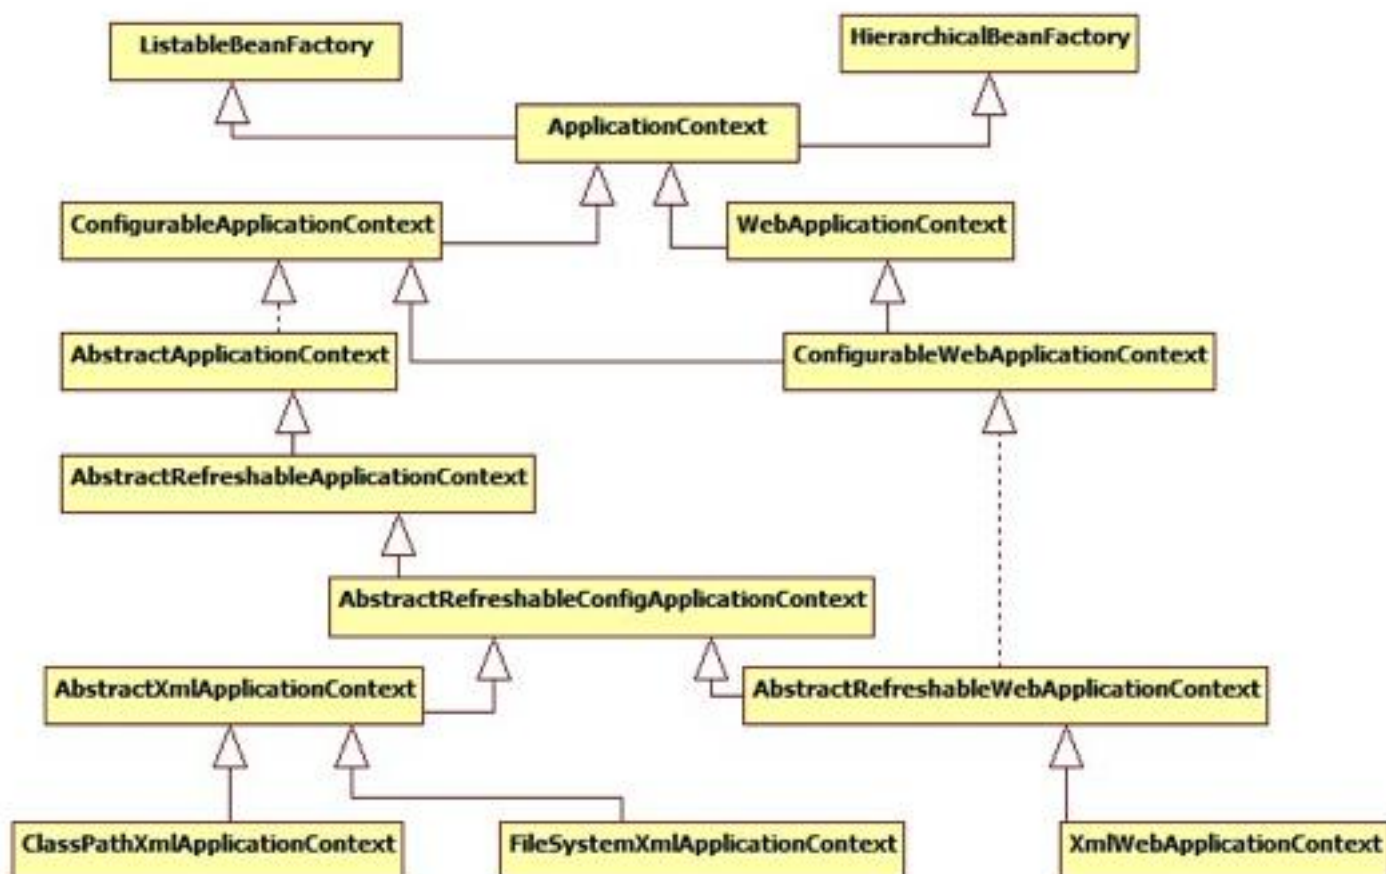 ListableBeanFactory
HierarchicalBeanFactory
ApplicationContext
ConfigurableApplicationContext
WebApplicationContext
AbstractApplicationContext
ConfigurableWebApplicationContext
AbstractRefreshableApplicationContext
AbstractRefreshableConfigApplicationContext
AbstractXmlApplicationContext
AbstractRefreshableWebApplicationContext
ClassPathXmlApplicationContext
FileSystemXmlApplicationContext
XmlWebApplicationContext